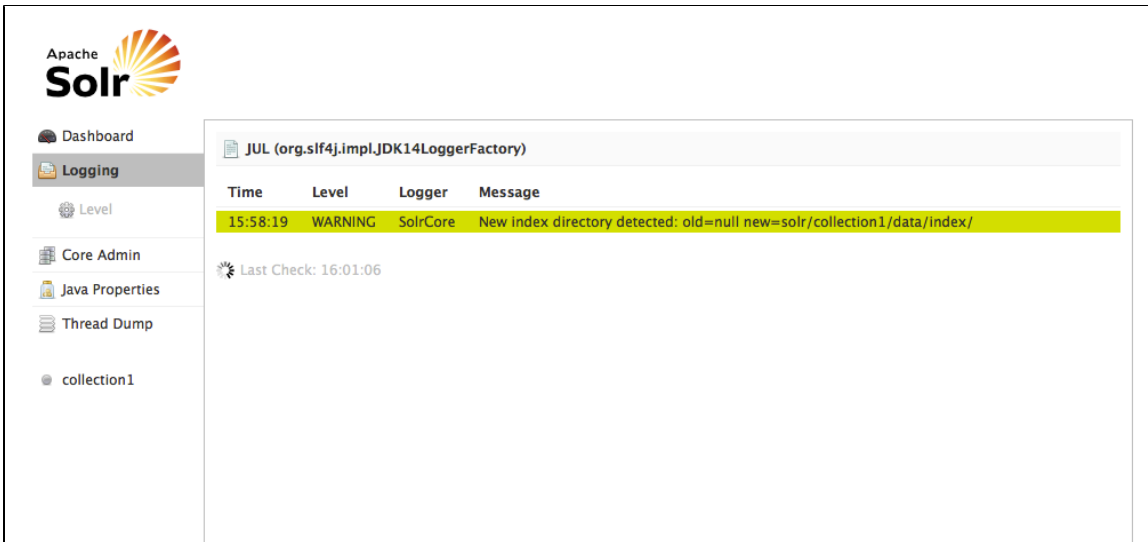 Apache
Solr
Dashboard
Logging
Level
Core Admin
Java Properties
Thread Dump
collection1
JUL (org.slf4j.impl.JDK14LoggerFactory)
Time Level Logger Message
15:58:19 WARNING SolrCore New index directory detected: old=null new=solr/collection1/data/index/
Last Check: 16:01:06